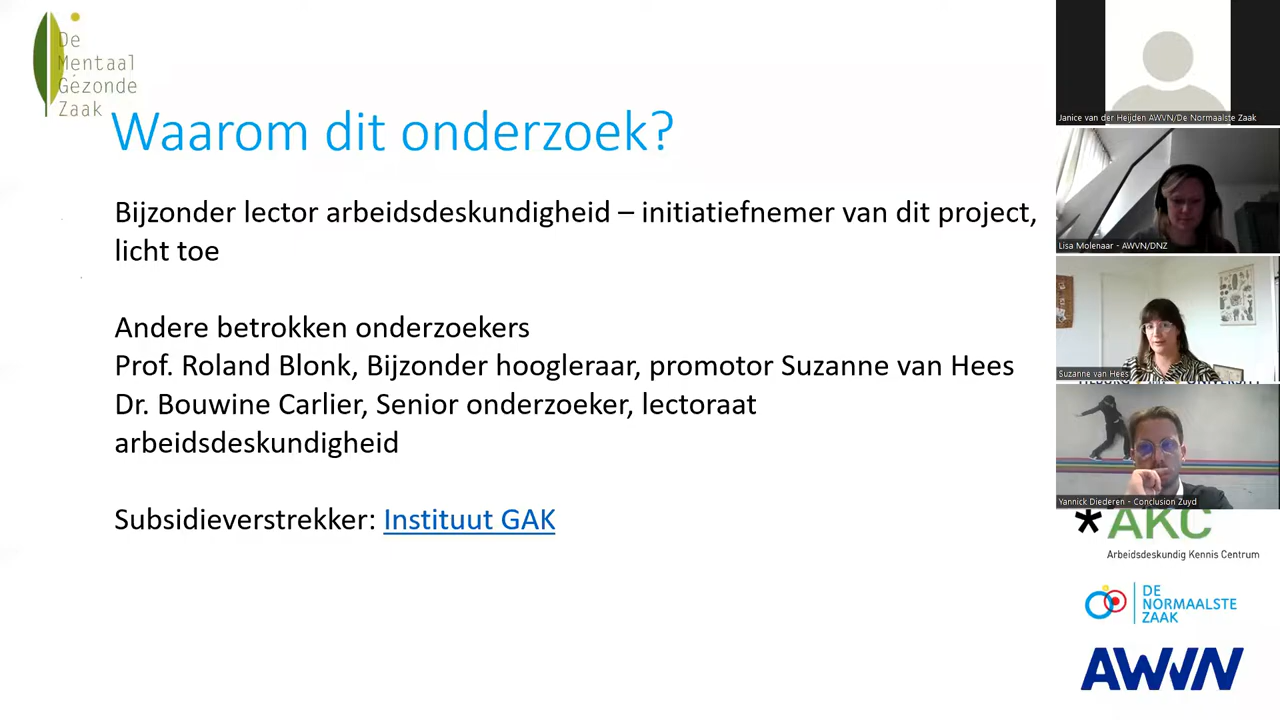 De
Mentaal
Gezonde
Zaak
Waarom dit onderzoek?
Bijzonder lector arbeidsdeskundigheid – initiatiefnemer van dit project,
licht toe
Andere betrokken onderzoekers
Prof. Roland Blonk, Bijzonder hoogleraar, promotor Suzanne van Hees
Dr. Bouwine Carlier, Senior onderzoeker, lectoraat
arbeidsdeskundigheid
Subsidieverstrekker: Instituut GAK
Janice van der Heijden AWVN/De Normaalste Zaak
Lisa Molenaar - AWVN/DNZ
Suzanne van Hees
Yannick Diederen - Conclusion Zuyd
*AKC
Arbeidsdeskundig Kennis Centrum
DE
NORMAALSTE
ZAAK
AWVN